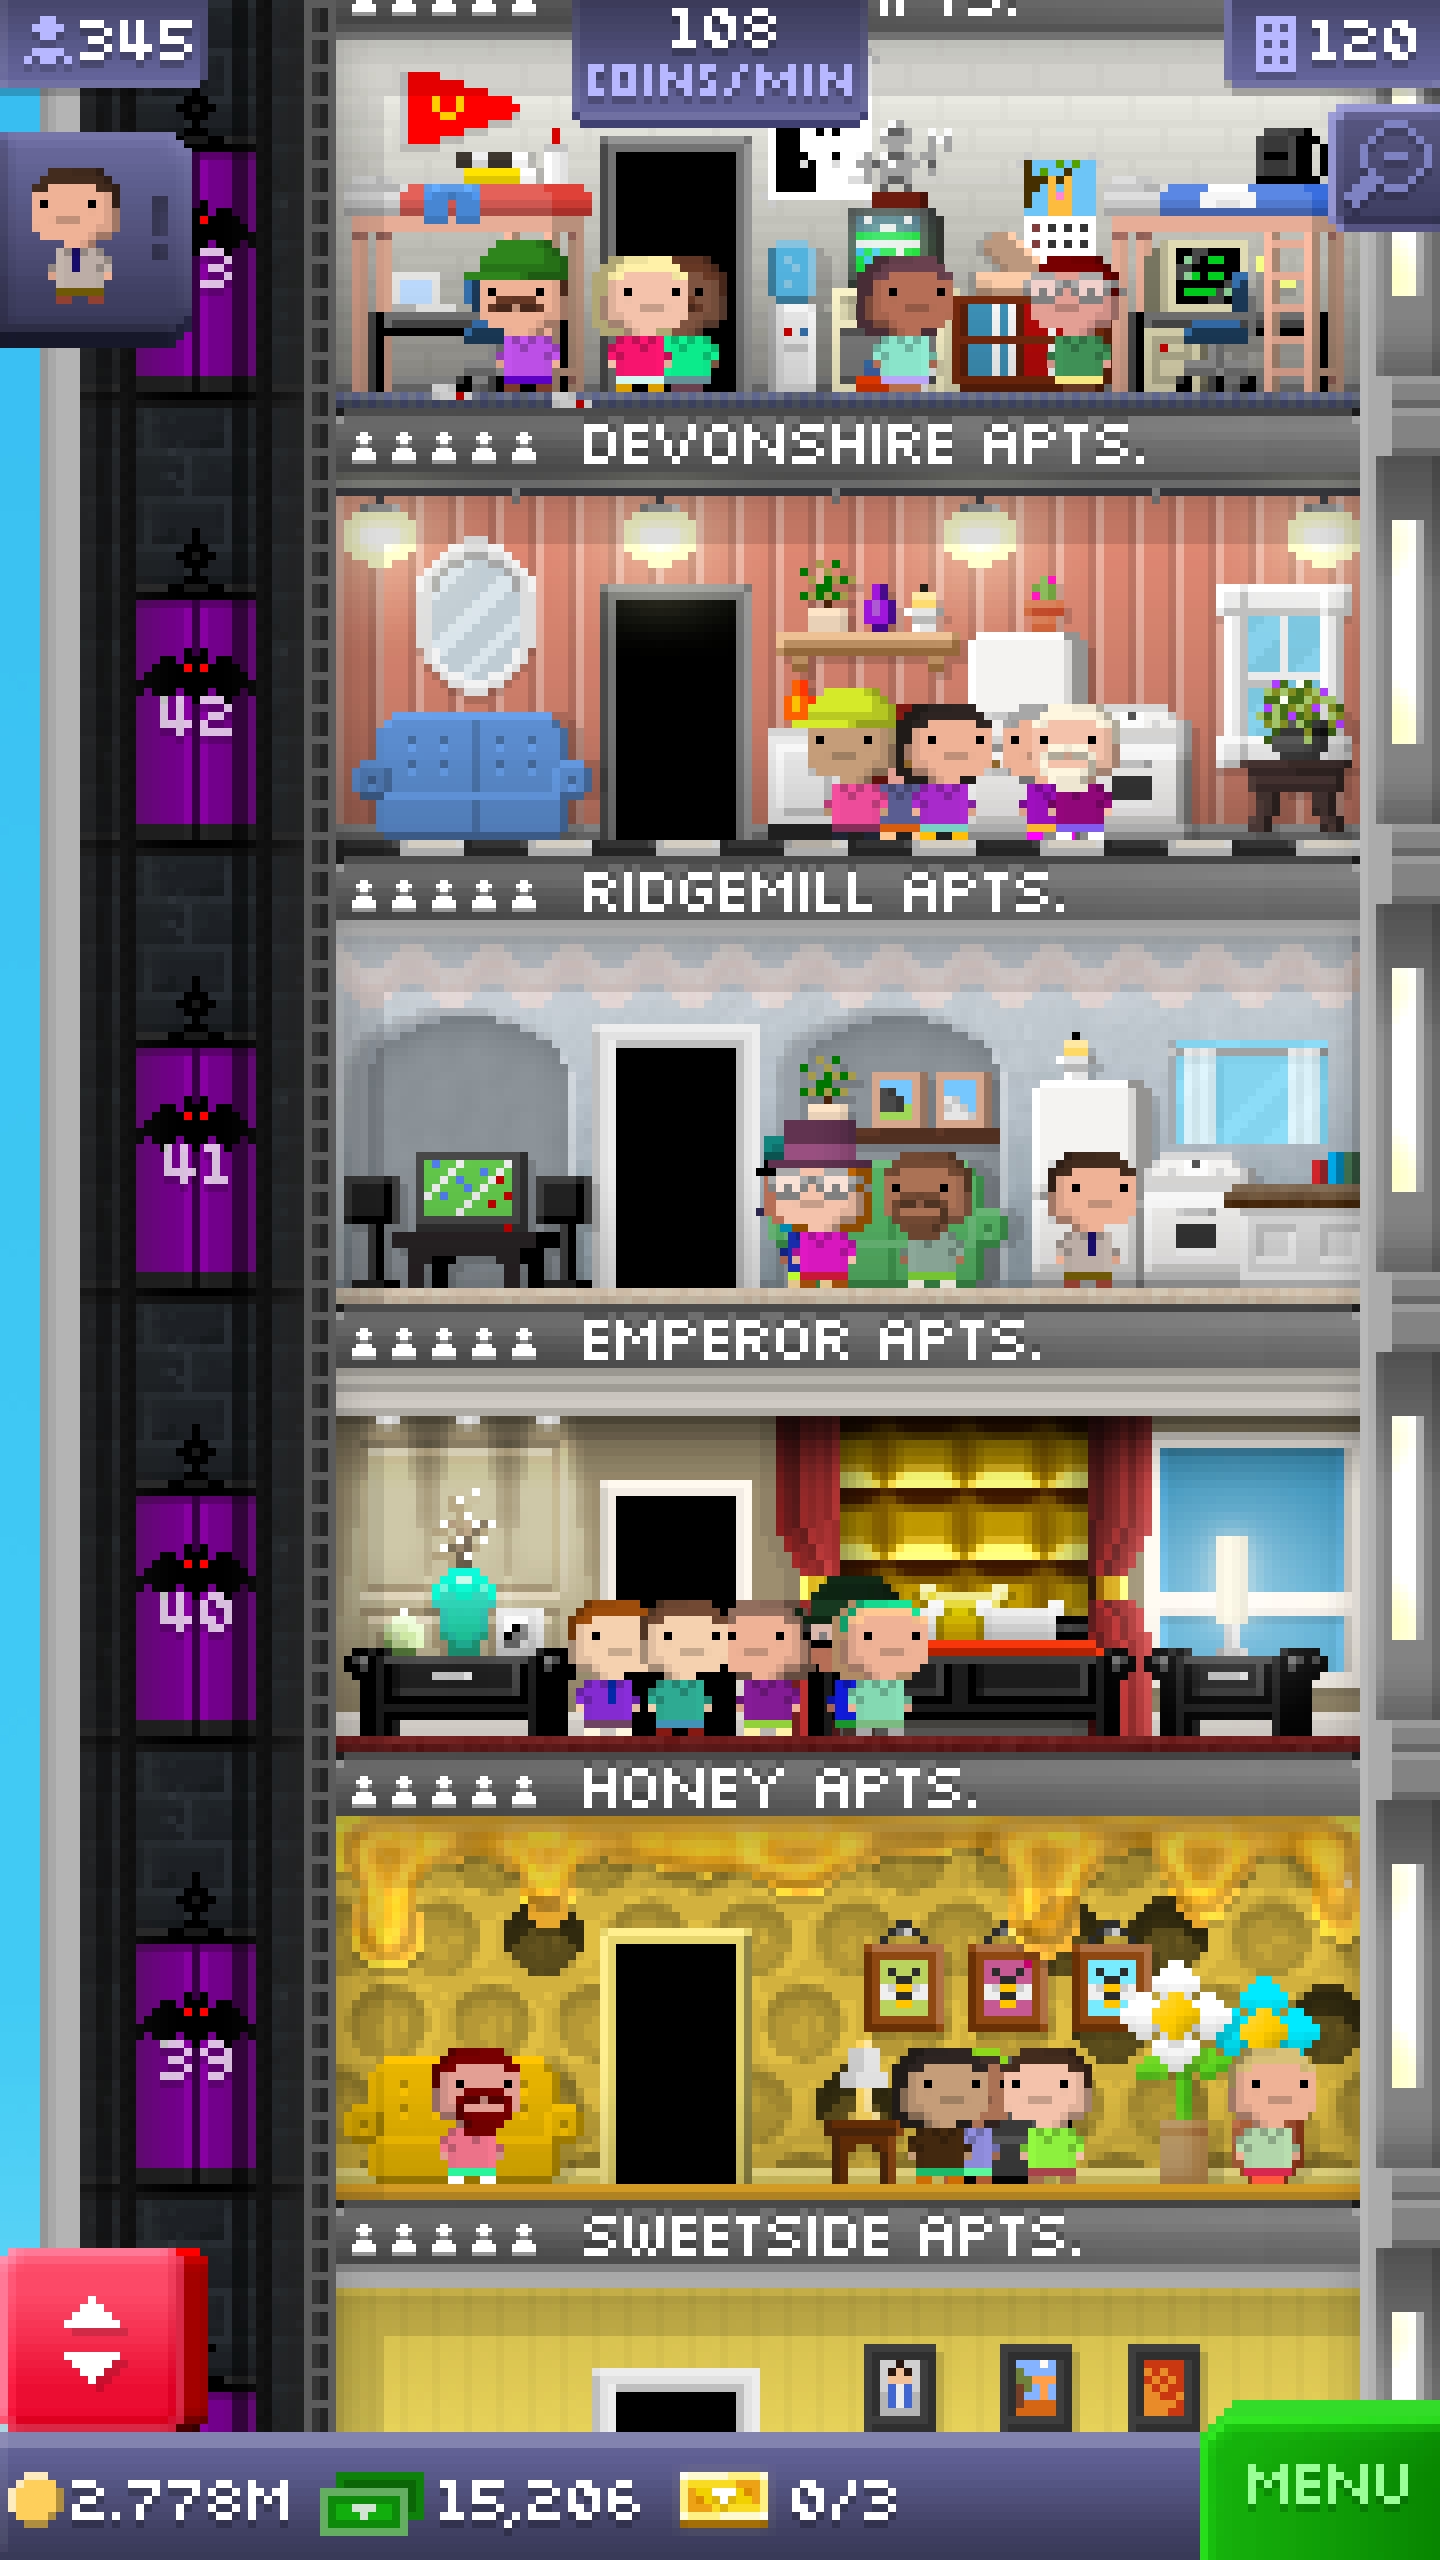 345
108
COINS/MIN
120
3
DEVONSHIRE APTS.
42
RIDGEMILL APTS.
41
EMPEROR APTS.
40
HONEY APTS.
39
SWEETSIDE APTS.
2.778M
15,206
0/3
MENU